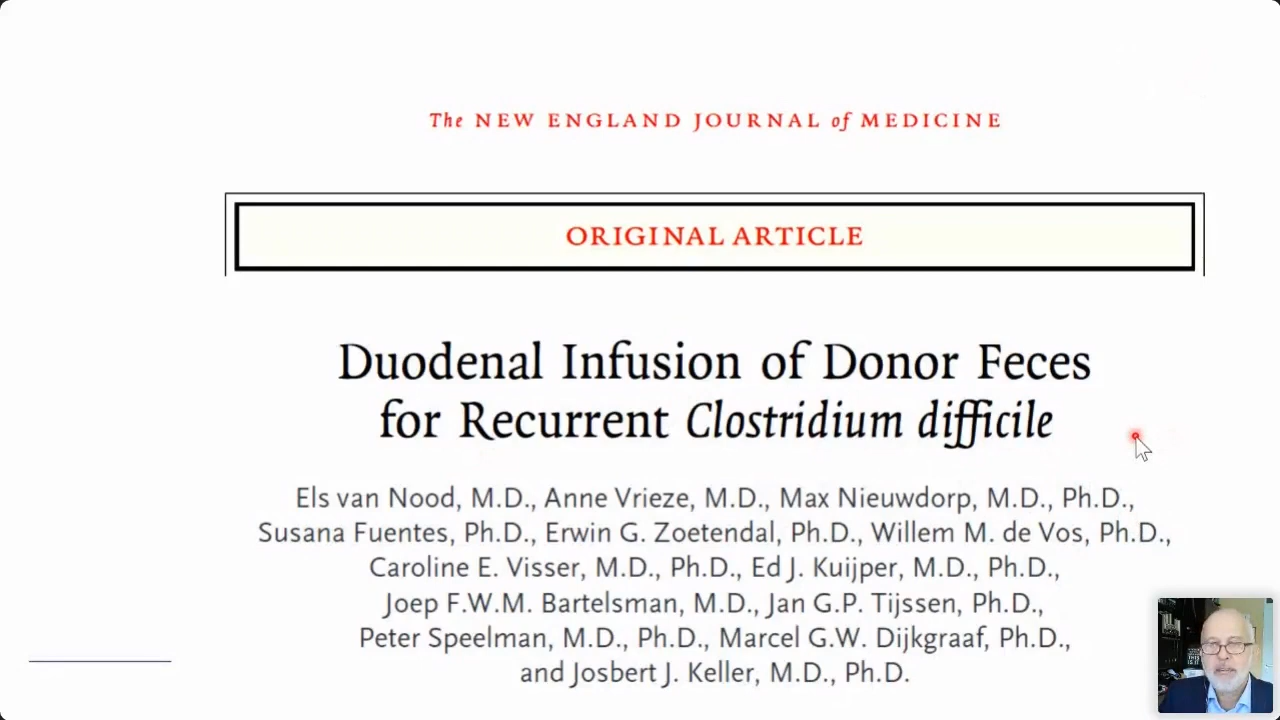 The NEW ENGLAND JOURNAL of MEDICINE
ORIGINAL ARTICLE
Duodenal Infusion of Donor Feces
for Recurrent Clostridium difficile
Els van Nood, M.D., Anne Vrieze, M.D., Max Nieuwdorp, M.D., Ph.D.,
Susana Fuentes, Ph.D., Erwin G. Zoetendal, Ph.D., Willem M. de Vos, Ph.D.,
Caroline E. Visser, M.D., Ph.D., Ed J. Kuijper, M.D., Ph.D.,
Joep F.W.M. Bartelsman, M.D., Jan G.P. Tijssen, Ph.D.,
Peter Speelman, M.D., Ph.D., Marcel G.W. Dijkgraaf, Ph.D.,
and Josbert J. Keller, M.D., Ph.D.